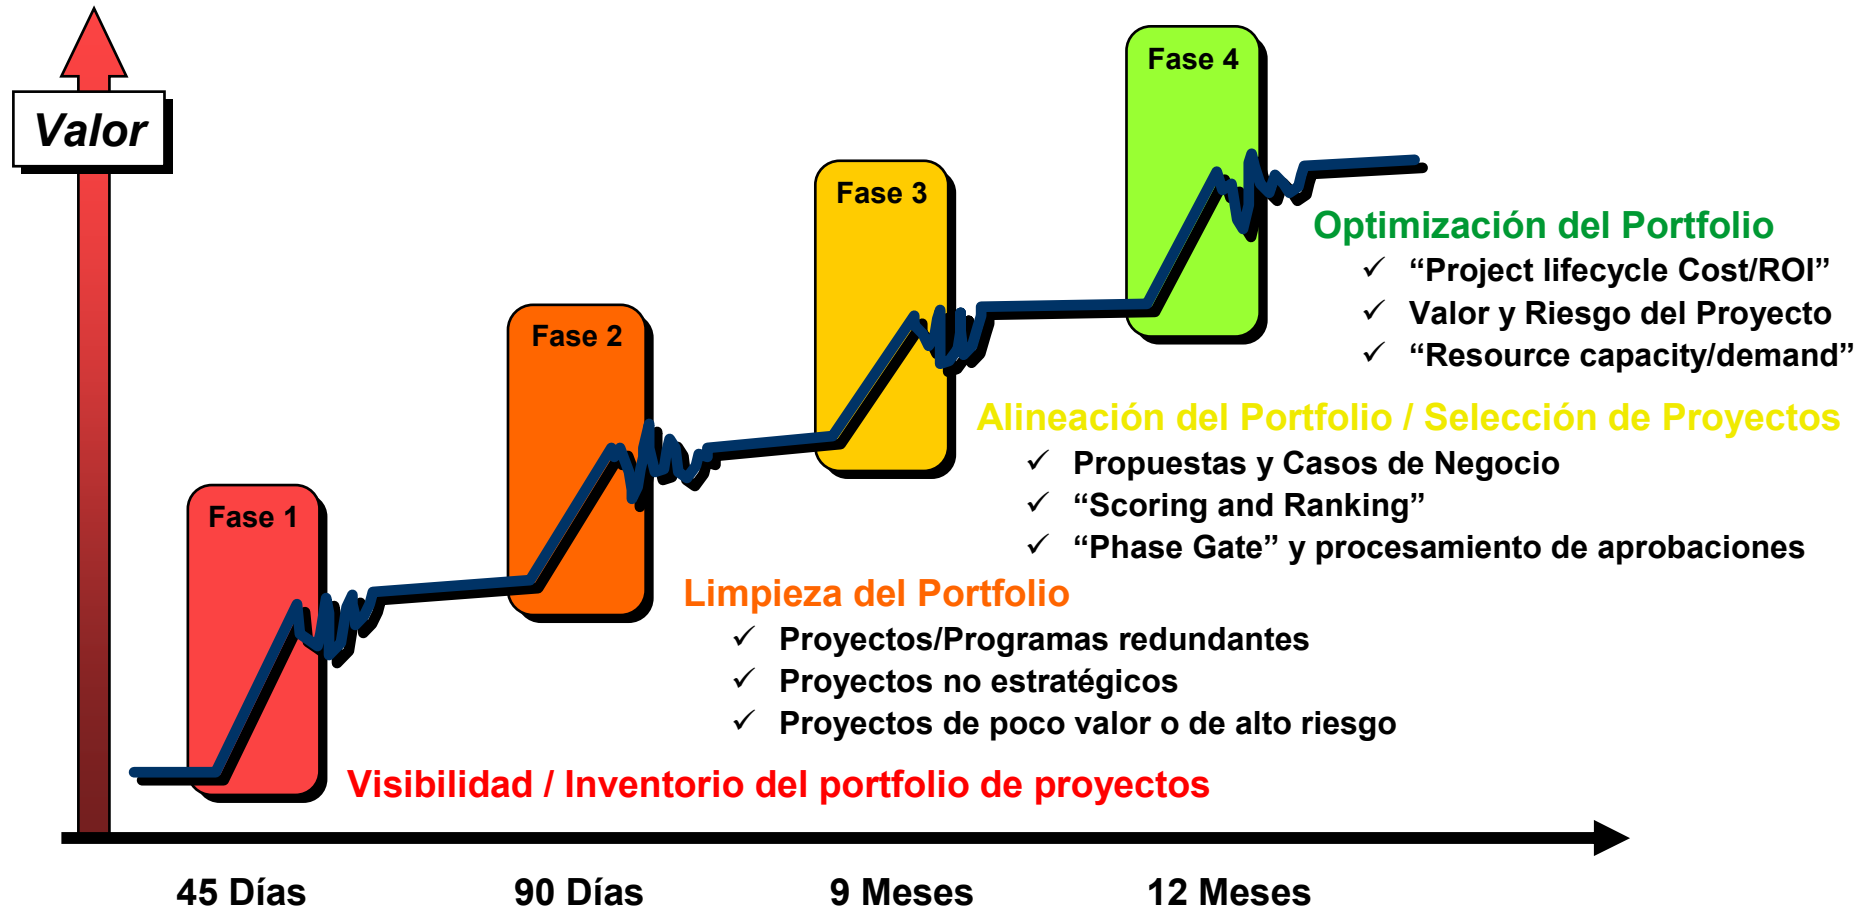 Valor
Fase 4
Fase 3
Fase 2
Fase 1
Optimización del Portfolio
✓ “Project lifecycle Cost/ROI”
✓ Valor y Riesgo del Proyecto
✓ “Resource capacity/demand”
Alineación del Portfolio / Selección de Proyectos
✓ Propuestas y Casos de Negocio
✓ “Scoring and Ranking”
✓ “Phase Gate” y procesamiento de aprobaciones
Limpieza del Portfolio
✓ Proyectos/Programas redundantes
✓ Proyectos no estratégicos
✓ Proyectos de poco valor o de alto riesgo
Visibilidad / Inventorio del portfolio de proyectos
45 Días
90 Días
9 Meses
12 Meses